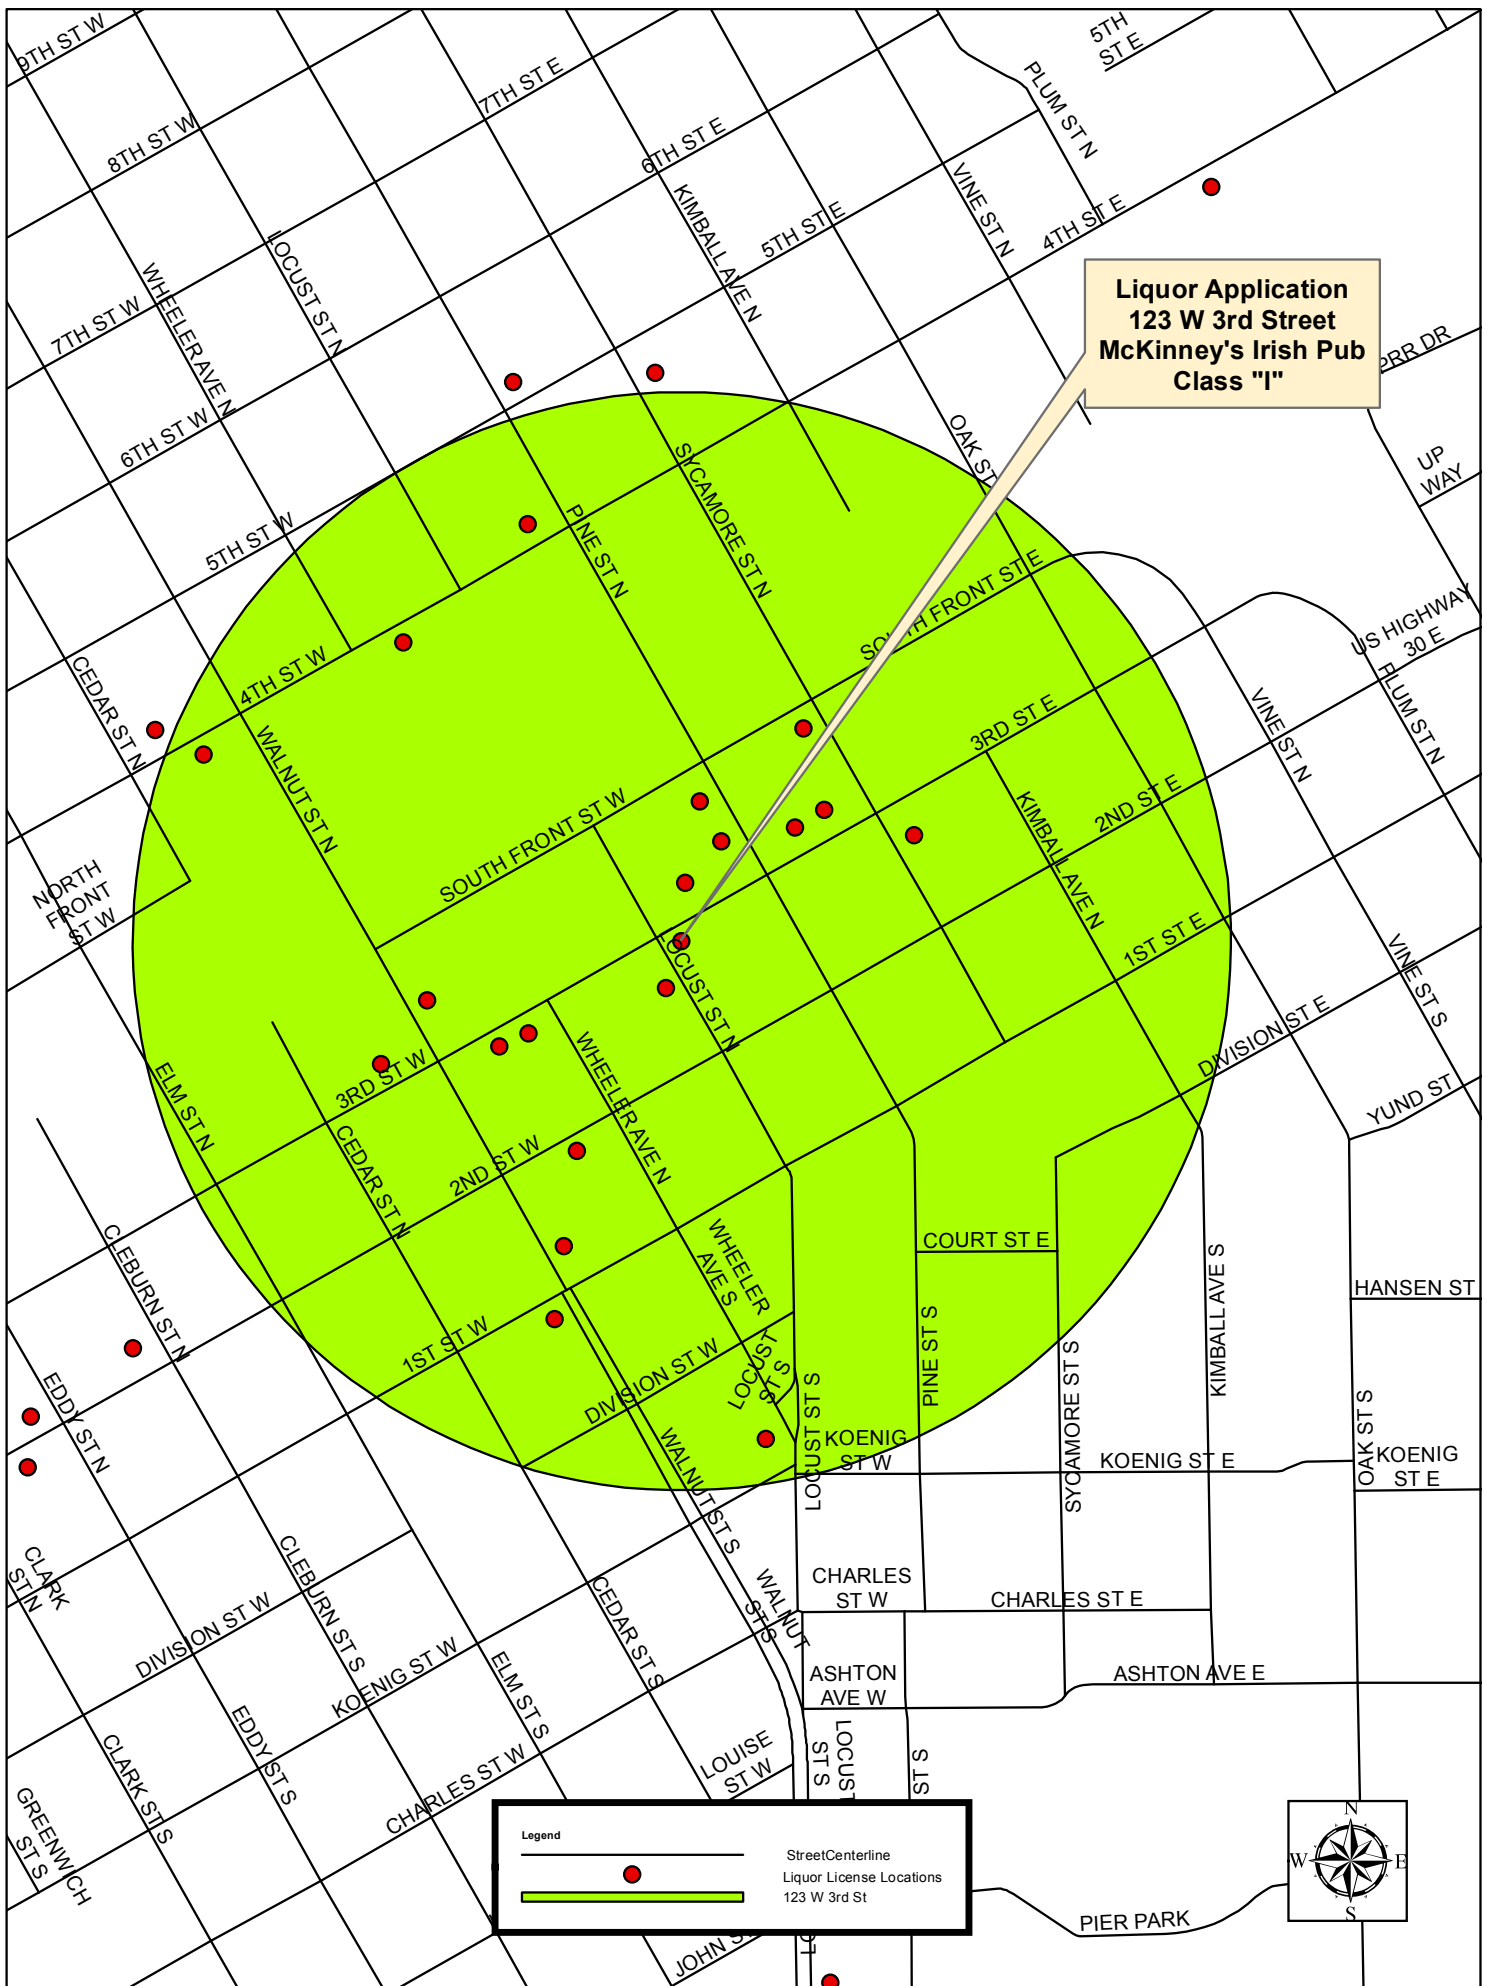 9TH ST W
8TH ST W
7TH ST E
6TH ST E
5TH
ST E
PLUM ST N
KIMBALL AVE N
VINE ST N
5TH ST E
4TH ST E
LOCUST ST N
WHEELER AVE N
7TH ST W
Liquor Application
123 W 3rd Street
McKinney's Irish Pub
Class "I"
PRR DR
6TH ST W
OAK ST
UP
WAY
SYCAMORE ST N
5TH ST W
PINE ST N
SOUTH FRONT ST E
US HIGHWAY
30 E
CEDAR ST N
4TH ST W
PLUM ST N
VINE ST N
WALNUT ST N
3RD ST E
2ND ST E
SOUTH FRONT ST W
KIMBALL AVE N
NORTH
FRONT
ST W
LOCUST ST N
1ST ST E
VINE ST S
DIVISION ST E
ELM ST N
3RD ST W
WHEELER AVE N
YUND ST
CEDAR ST N
2ND ST W
CLEBURN ST N
WHEELER
AVE S
COURT ST E
KIMBALL AVE S
HANSEN ST
1ST ST W
PINE ST S
LOCUST
ST S
DIVISION ST W
SYCAMORE ST S
EDDY ST N
LOCUST ST S
OAK ST S
KOENIG
ST W
KOENIG ST E
KOENIG
ST E
WALNUT ST S
CLARK
ST N
CLEBURN ST S
CEDAR ST S
WALNUT
ST S
CHARLES
ST W
CHARLES ST E
DIVISION ST W
KOENIG ST W
ELM ST S
ASHTON
AVE W
ASHTON AVE E
EDDY ST S
CLARK ST S
LOCUST
ST S
ST S
LOUISE
ST W
CHARLES ST W
GREENWICH
ST S
Legend
StreetCenterline
Liquor License Locations
123 W 3rd St
N
W
E
S
PIER PARK
JOHN S
LO